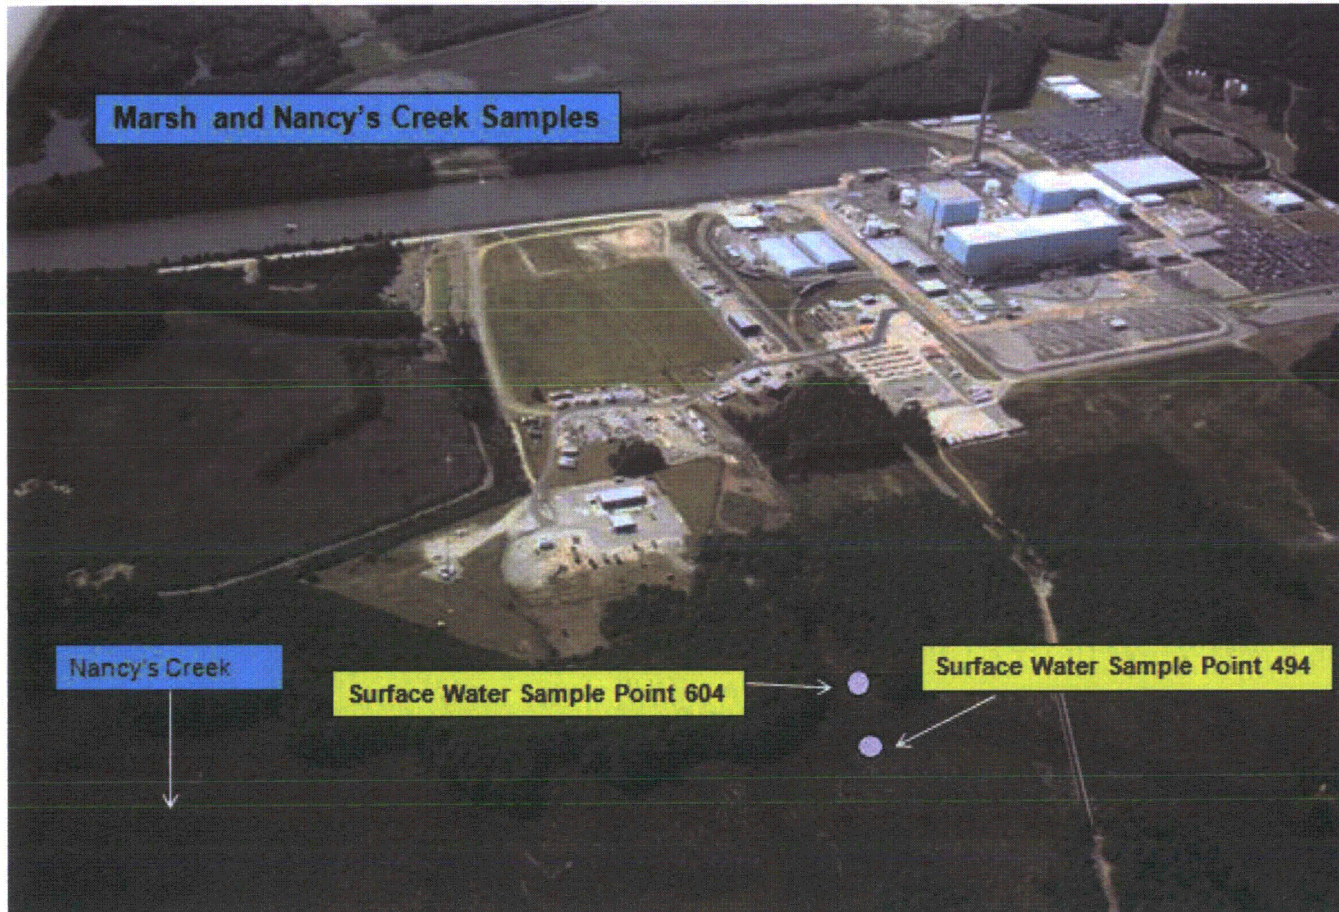 Marsh and Nancy's Creek Samples
Nancy's Creek
Surface Water Sample Point 604
Surface Water Sample Point 494